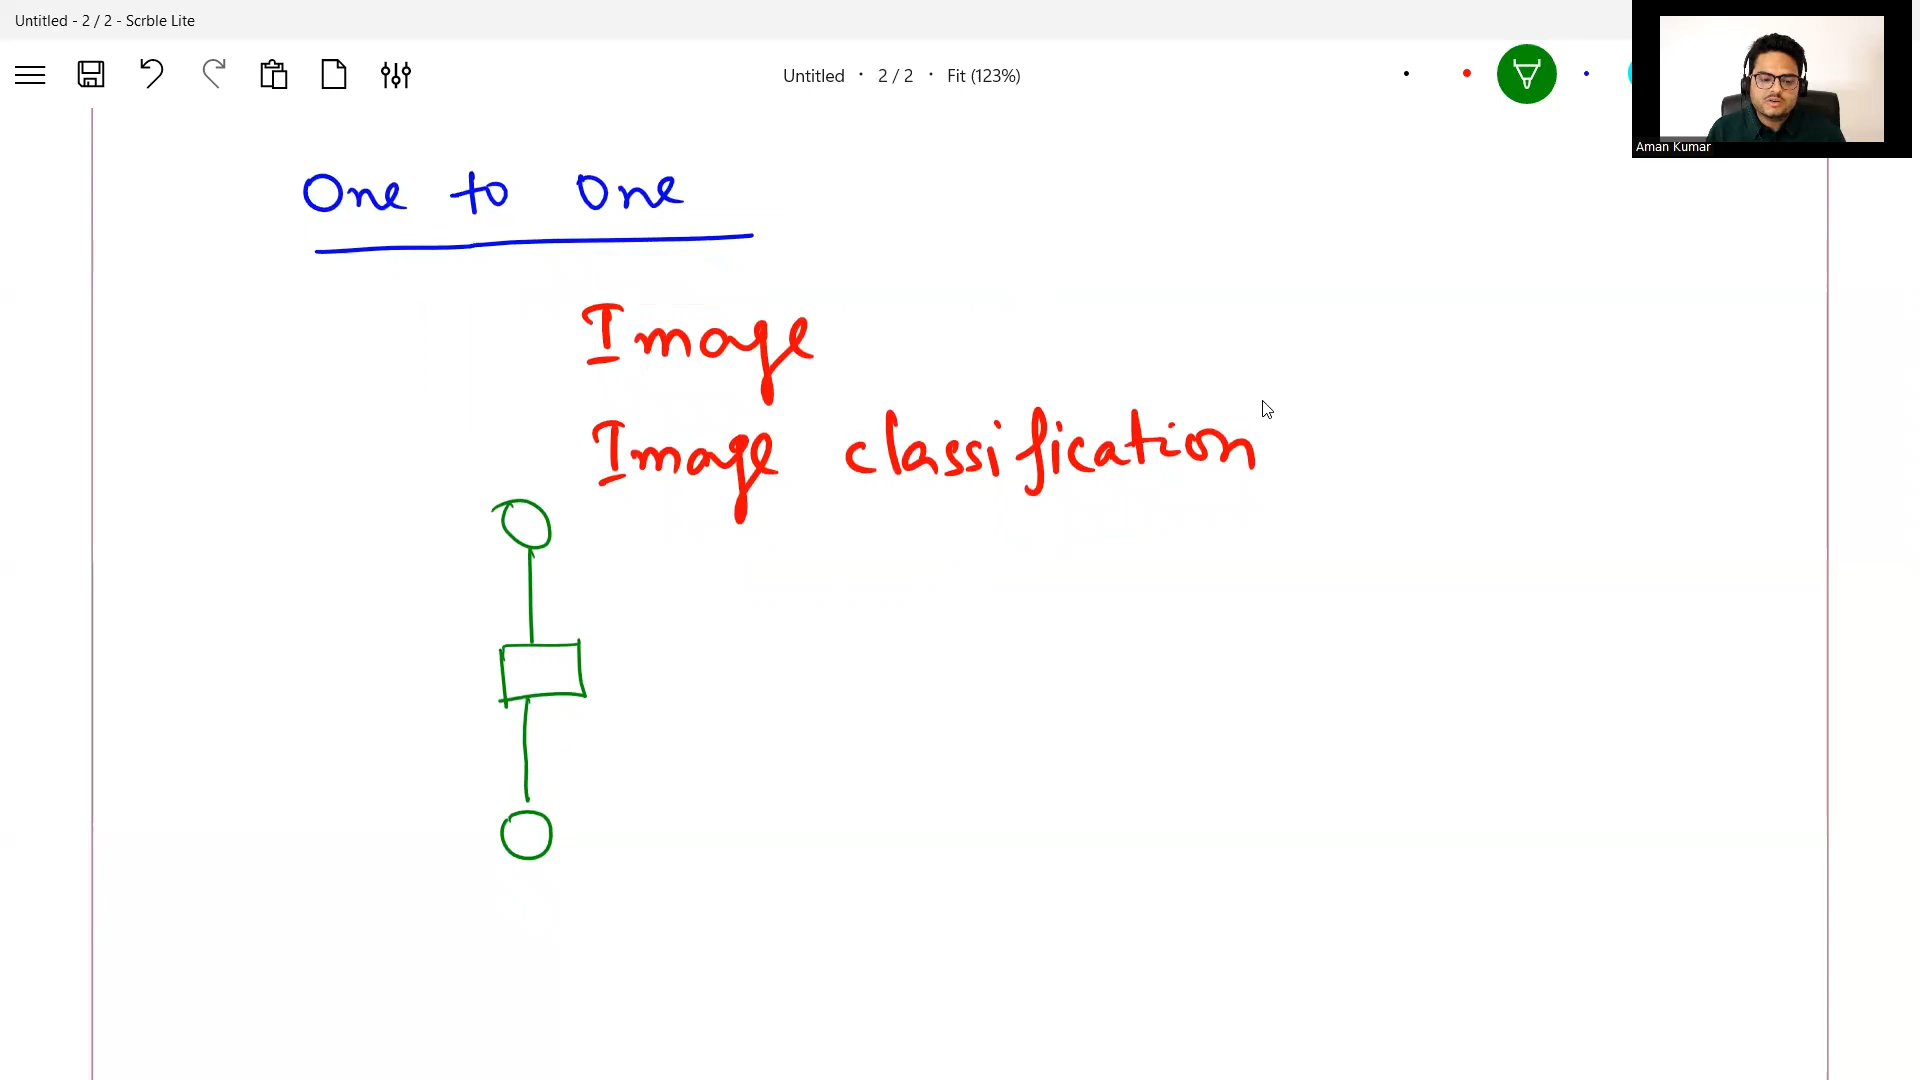 Untitled - 2 / 2 - Scrble Lite
Untitled • 2 / 2 • Fit (123%)
Aman Kumar
One to One
Image
Image classification